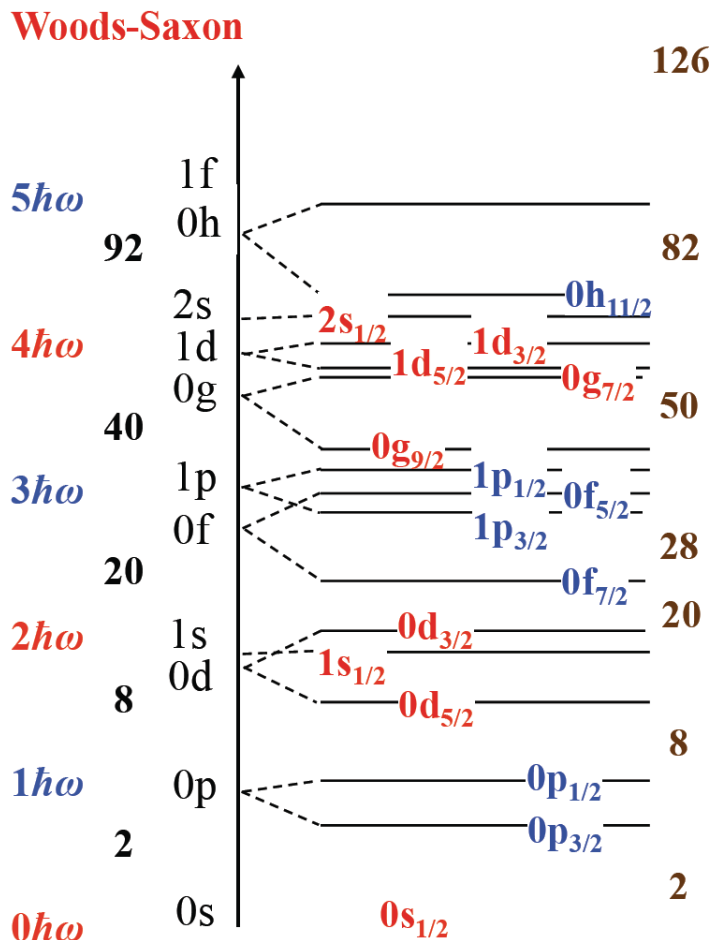 Woods-Saxon
126
1f
5ħω
0h
92
82
2s
0h11/2
2s1/2
4ħω
1d
1d3/2
1d5/2
0g
0g7/2
50
40
0g9/2
1p
1p1/2
3ħω
0f5/2
0f
1p3/2
28
20
0f7/2
20
1s
0d3/2
2ħω
1s1/2
0d
8
0d5/2
8
1ħω
0p
0p1/2
2
0p3/2
2
0s
0s1/2
0ħω